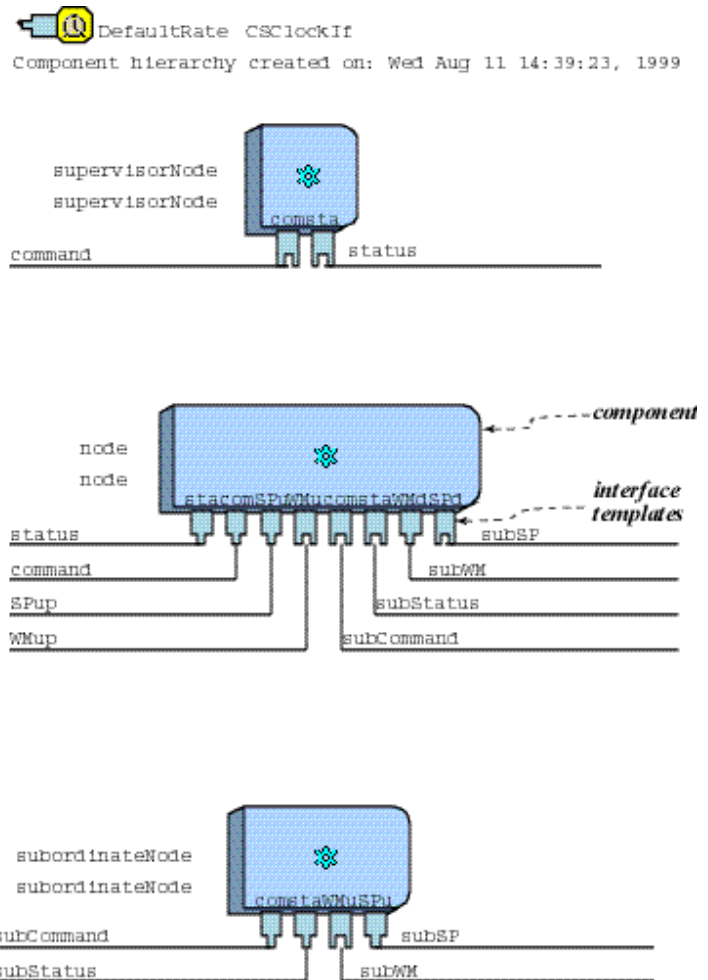 DefaultRate CSClockIf
Component hierarchy created on: Wed Aug 11 14:39:23, 1999
supervisorNode
supervisorNode
comsta
command
status
component
node
node
interface
templates
stacomSPuWMucomstaWMdSPd
status
subSP
command
subWM
SPup
subStatus
WMup
subCommand
subordinateNode
subordinateNode
comstaWMuSPu
subCommand
subSP
subStatus
subWM